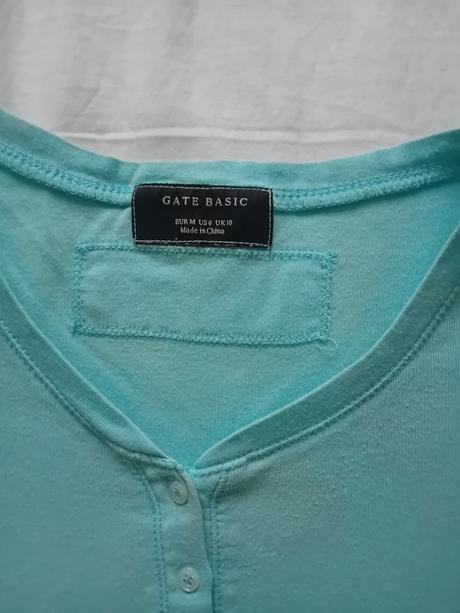 GATE BASIC
EUR M US 6 UK 10
Made in China